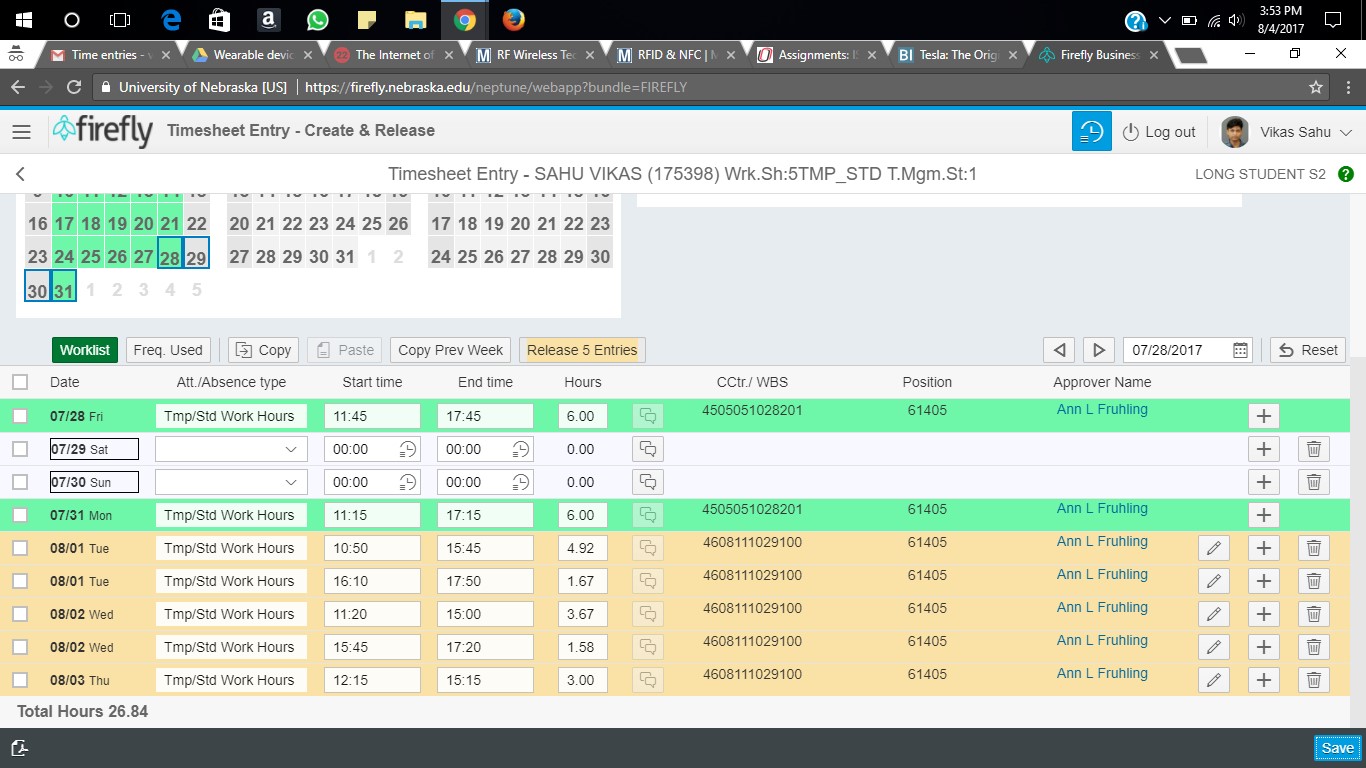 3:53 PM
8/4/2017
Time entries - v
Wearable devic
The Internet of
RF Wireless Tec
RFID & NFC | M
Assignments: IS
Tesla: The Origi
Firefly Business
University of Nebraska [US] | https://firefly.nebraska.edu/neptune/webapp?bundle=FIREFLY
firefly Timesheet Entry - Create & Release Log out Vikas Sahu
Timesheet Entry - SAHU VIKAS (175398) Wrk.Sh:5TMP_STD T.Mgm.St:1 LONG STUDENT S2
16 17 18 19 20 21 22 20 21 22 23 24 25 26 17 18 19 20 21 22 23
23 24 25 26 27 28 29 27 28 29 30 31 1 2 24 25 26 27 28 29 30
30 31 1 2 3 4 5
Worklist Freq. Used Copy Paste Copy Prev Week Release 5 Entries 07/28/2017 Reset
Date Att./Absence type Start time End time Hours CCtr./ WBS Position Approver Name
07/28 Fri Tmp/Std Work Hours 11:45 17:45 6.00 4505051028201 61405 Ann L Fruhling
07/29 Sat 00:00 00:00 0.00
07/30 Sun 00:00 00:00 0.00
07/31 Mon Tmp/Std Work Hours 11:15 17:15 6.00 4505051028201 61405 Ann L Fruhling
08/01 Tue Tmp/Std Work Hours 10:50 15:45 4.92 4608111029100 61405 Ann L Fruhling
08/01 Tue Tmp/Std Work Hours 16:10 17:50 1.67 4608111029100 61405 Ann L Fruhling
08/02 Wed Tmp/Std Work Hours 11:20 15:00 3.67 4608111029100 61405 Ann L Fruhling
08/02 Wed Tmp/Std Work Hours 15:45 17:20 1.58 4608111029100 61405 Ann L Fruhling
08/03 Thu Tmp/Std Work Hours 12:15 15:15 3.00 4608111029100 61405 Ann L Fruhling
Total Hours 26.84
Save